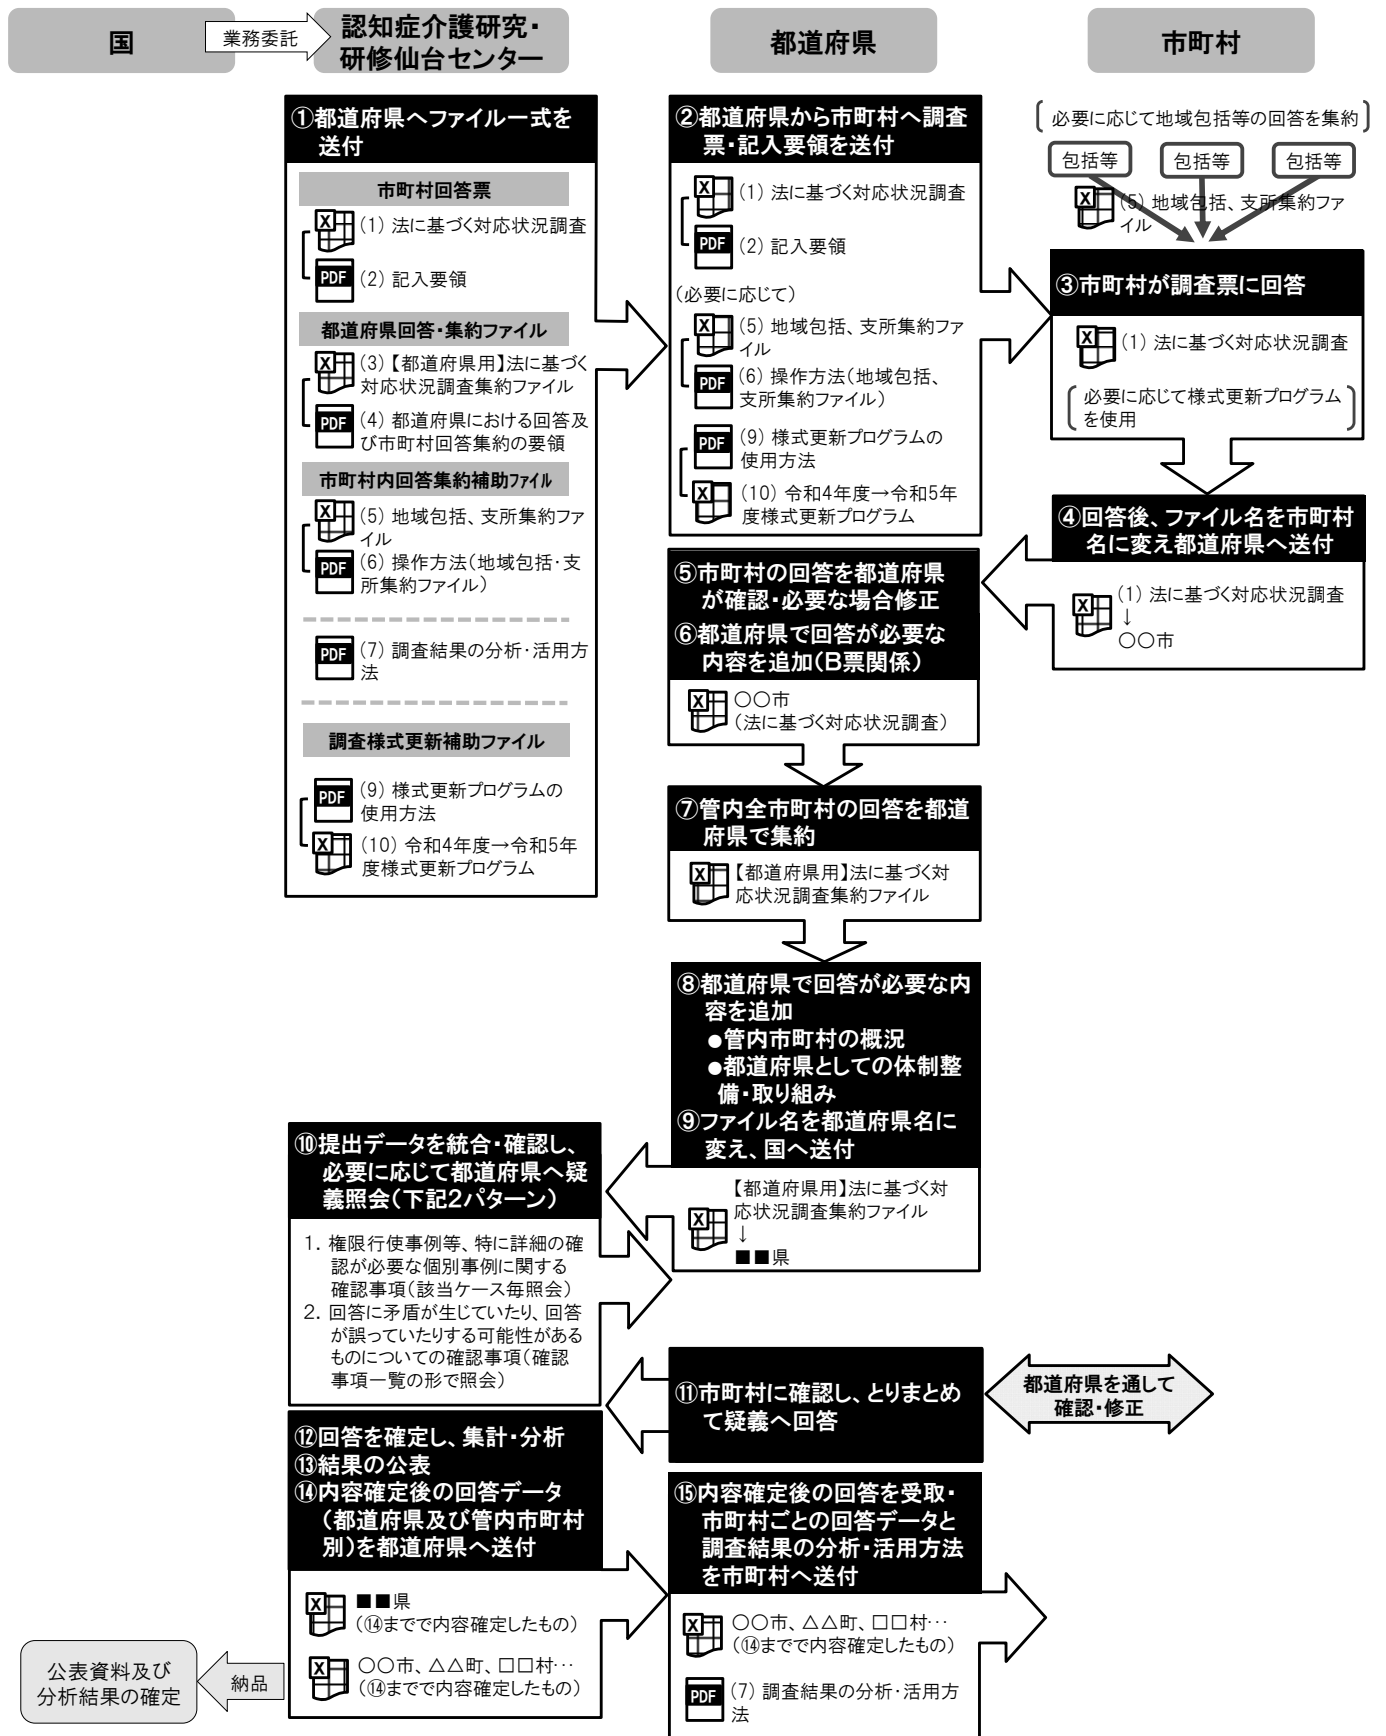 国
業務委託
認知症介護研究・
研修仙台センター
都道府県
市町村
①都道府県へファイル一式を
送付
市町村回答票
(1) 法に基づく対応状況調査
PDF (2) 記入要領
都道府県回答・集約ファイル
(3)【都道府県用】法に基づく
対応状況調査集約ファイル
PDF (4) 都道府県における回答及
び市町村回答集約の要領
市町村内回答集約補助ファイル
(5) 地域包括、支所集約ファ
イル
PDF (6) 操作方法(地域包括・支
所集約ファイル)
PDF (7) 調査結果の分析・活用方
法
調査様式更新補助ファイル
PDF (9) 様式更新プログラムの
使用方法
(10) 令和4年度→令和5年
度様式更新プログラム
②都道府県から市町村へ調査
票・記入要領を送付
(1) 法に基づく対応状況調査
PDF (2) 記入要領
(必要に応じて)
(5) 地域包括、支所集約ファ
イル
PDF (6) 操作方法(地域包括、
支所集約ファイル)
PDF (9) 様式更新プログラムの
使用方法
(10) 令和4年度→令和5年
度様式更新プログラム
必要に応じて地域包括等の回答を集約
包括等 包括等 包括等
(5) 地域包括、支所集約ファ
イル
③市町村が調査票に回答
(1) 法に基づく対応状況調査
必要に応じて様式更新プログラム
を使用
④回答後、ファイル名を市町村
名に変え都道府県へ送付
(1) 法に基づく対応状況調査
↓
○○市
⑤市町村の回答を都道府県
が確認・必要な場合修正
⑥都道府県で回答が必要な
内容を追加(B票関係)
○○市
(法に基づく対応状況調査)
⑦管内全市町村の回答を都道
府県で集約
【都道府県用】法に基づく対
応状況調査集約ファイル
⑧都道府県で回答が必要な内
容を追加
●管内市町村の概況
●都道府県としての体制整
備・取り組み
⑨ファイル名を都道府県名に
変え、国へ送付
【都道府県用】法に基づく対
応状況調査集約ファイル
↓
■■県
⑩提出データを統合・確認し、
必要に応じて都道府県へ疑
義照会(下記2パターン)
1. 権限行使事例等、特に詳細の確
認が必要な個別事例に関する
確認事項(該当ケース毎照会)
2. 回答に矛盾が生じていたり、回答
が誤っていたりする可能性がある
ものについての確認事項(確認
事項一覧の形で照会)
⑪市町村に確認し、とりまとめ
て疑義へ回答
都道府県を通して
確認・修正
⑫回答を確定し、集計・分析
⑬結果の公表
⑭内容確定後の回答データ
(都道府県及び管内市町村
別)を都道府県へ送付
■■県
(⑭までで内容確定したもの)
○○市、△△町、□□村…
(⑭までで内容確定したもの)
納品
公表資料及び
分析結果の確定
⑮内容確定後の回答を受取・
市町村ごとの回答データと
調査結果の分析・活用方法
を市町村へ送付
○○市、△△町、□□村…
(⑭までで内容確定したもの)
PDF (7) 調査結果の分析・活用方
法